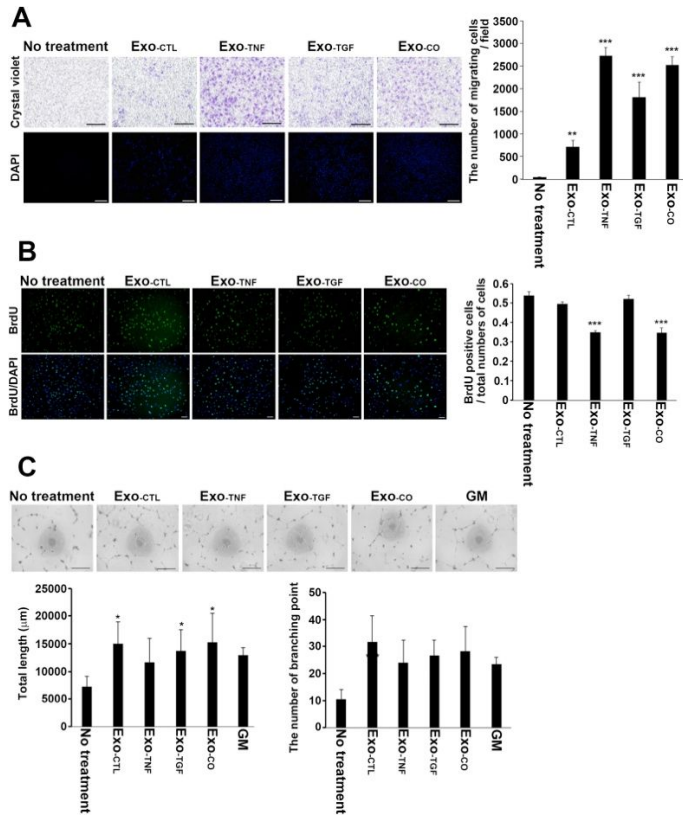 A
No treatment Exo-CTL Exo-TNF Exo-TGF Exo-CO
Crystal violet
DAPI
The number of migrating cells
/ field
3500
3000
2500
2000
1500
1000
500
0
**
***
***
***
No treatment
Exo-CTL
Exo-TNF
Exo-TGF
Exo-CO
B
No treatment Exo-CTL Exo-TNF Exo-TGF Exo-CO
BrdU
BrdU/DAPI
BrdU positive cells
/ total numbers of cells
0.6
0.5
0.4
0.3
0.2
0.1
0
***
***
No treatment
Exo-CTL
Exo-TNF
Exo-TGF
Exo-CO
C
No treatment Exo-CTL Exo-TNF Exo-TGF Exo-CO GM
Total length (μm)
25000
20000
15000
10000
5000
0
*
*
*
No treatment
Exo-CTL
Exo-TNF
Exo-TGF
Exo-CO
GM
The number of branching point
50
40
30
20
10
0
No treatment
Exo-CTL
Exo-TNF
Exo-TGF
Exo-CO
GM